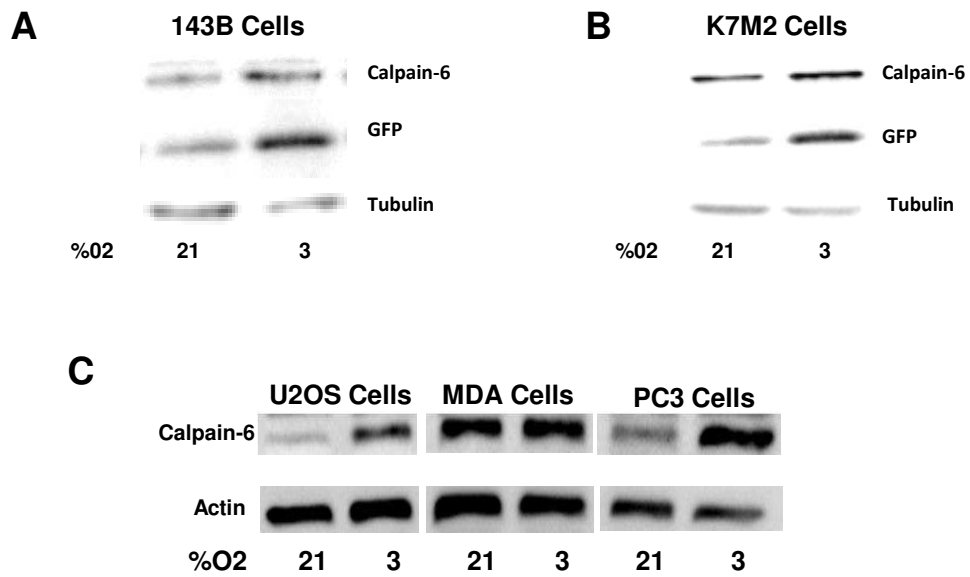 A
143B Cells
Calpain-6
GFP
Tubulin
%02 21 3
B
K7M2 Cells
Calpain-6
GFP
Tubulin
%02 21 3
C
U2OS Cells MDA Cells PC3 Cells
Calpain-6
Actin
%O2 21 3 21 3 21 3